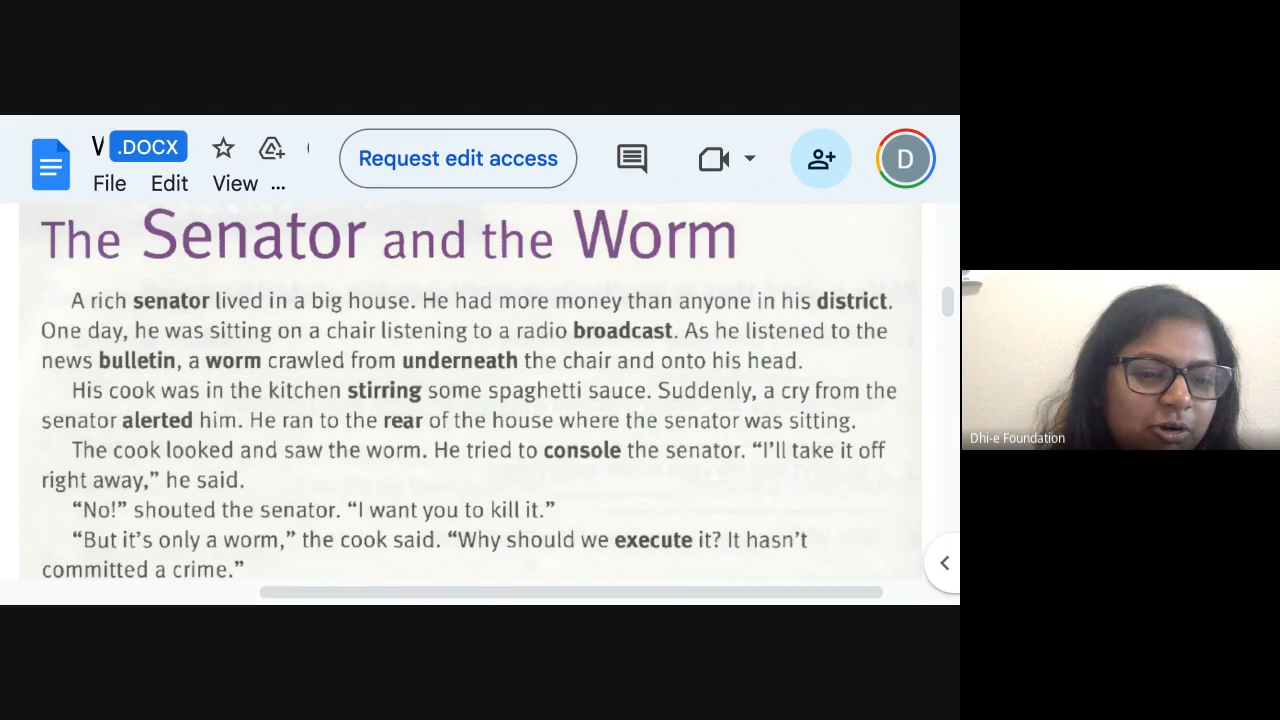 .DOCX
Request edit access
D
File Edit View ...
The Senator and the Worm
A rich senator lived in a big house. He had more money than anyone in his district.
One day, he was sitting on a chair listening to a radio broadcast. As he listened to the
news bulletin, a worm crawled from underneath the chair and onto his head.
His cook was in the kitchen stirring some spaghetti sauce. Suddenly, a cry from the
senator alerted him. He ran to the rear of the house where the senator was sitting.
The cook looked and saw the worm. He tried to console the senator. “I’ll take it off
right away,” he said.
“No!” shouted the senator. “I want you to kill it.”
“But it’s only a worm,” the cook said. “Why should we execute it? It hasn’t
committed a crime.”
Dhi-e Foundation